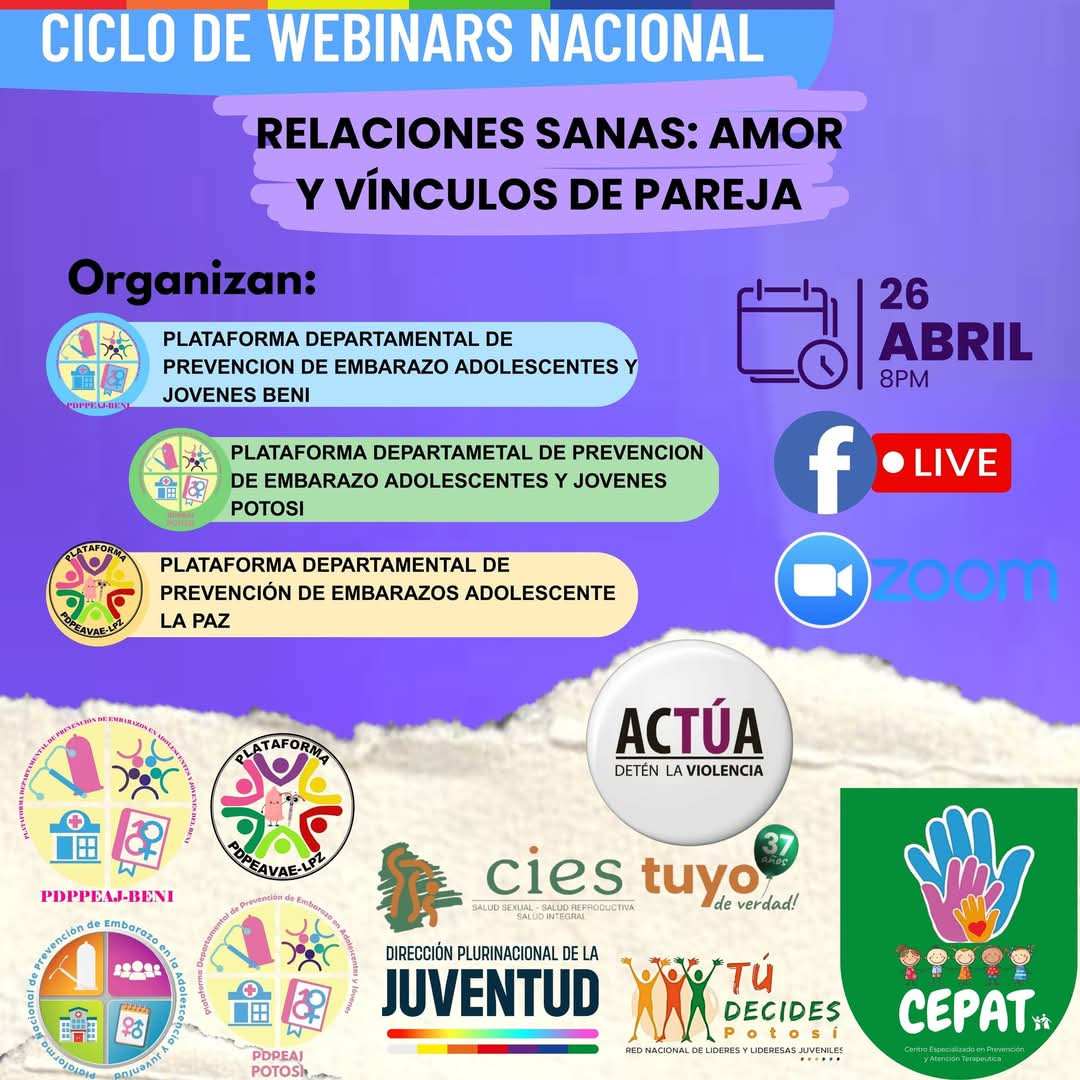 CICLO DE WEBINARS NACIONAL
RELACIONES SANAS: AMOR
Y VÍNCULOS DE PAREJA
Organizan:
26
ABRIL
8PM
PLATAFORMA DEPARTAMENTAL DE
PREVENCION DE EMBARAZO ADOLESCENTES Y
JOVENES BENI
PDPPEAJ-BENI
PLATAFORMA DEPARTAMETAL DE PREVENCION
DE EMBARAZO ADOLESCENTES Y JOVENES
POTOSI
PDPEAJ
POTOSÍ
f LIVE
zoom
PLATAFORMA DEPARTAMENTAL DE
PREVENCIÓN DE EMBARAZOS ADOLESCENTE
LA PAZ
PLATAFORMA
PDPEAVAE-LPZ
ACTÚA
DETÉN LA VIOLENCIA
PLATAFORMA DEPARTAMENTAL DE PREVENCIÓN DE EMBARAZOS EN ADOLESCENTES Y JOVENES DEL BENI
PDPPEAJ-BENI
PLATAFORMA
PDPEAVAE-LPZ
cies
SALUD SEXUAL - SALUD REPRODUCTIVA
SALUD INTEGRAL
tuyo
de verdad!
37
años
Plataforma Nacional de Prevención de Embarazo en la Adolescencia y Juventud
Plataforma Departamental de Prevención de Embarazo en Adolescentes y Jovenes
PDPEAJ
POTOSÍ
DIRECCIÓN PLURINACIONAL DE LA
JUVENTUD
TÚ
DECIDES
Potosí
RED NACIONAL DE LIDERES Y LIDERESAS JUVENILES
CEPAT
Centro Especializado en Prevención
y Atención Terapeutica